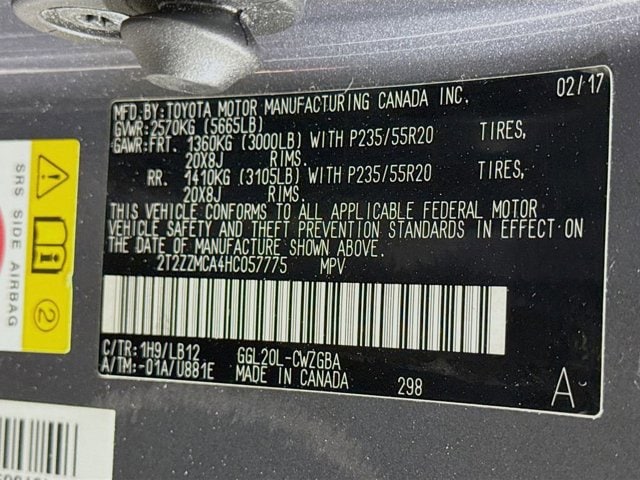 MFD.BY:TOYOTA MOTOR MANUFACTURING CANADA INC. 02/17
GVWR:2570KG (5665LB)
GAWR:FRT. 1360KG (3000LB) WITH P235/55R20 TIRES,
20X8J RIMS.
RR. 1410KG (3105LB) WITH P235/55R20 TIRES,
20X8J RIMS.
THIS VEHICLE CONFORMS TO ALL APPLICABLE FEDERAL MOTOR
VEHICLE SAFETY AND THEFT PREVENTION STANDARDS IN EFFECT ON
THE DATE OF MANUFACTURE SHOWN ABOVE.
2T2ZZMCA4HC057775 MPV
C/TR:1H9/LB12 GGL20L-CWZGBA
A/TM:-01A/U881E MADE IN CANADA 298 A
SRS SIDE AIRBAG
2